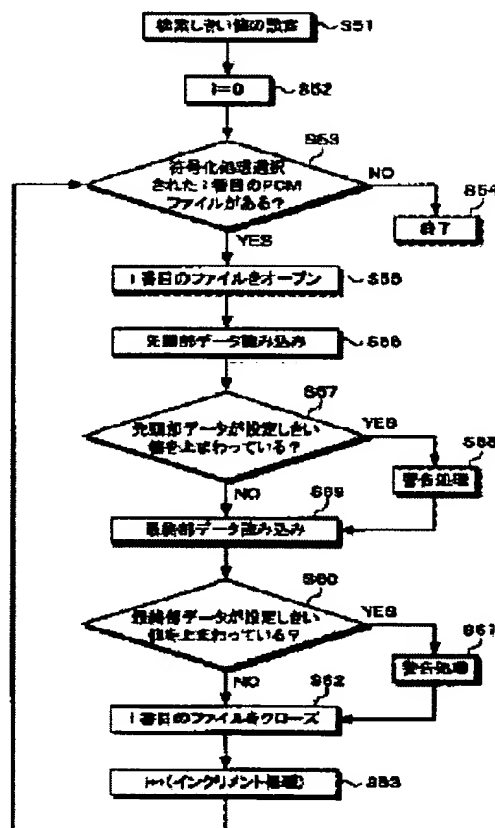 検索しきい値の設定
S51
i=0
S52
S53
符号化処理選択
された i 番目のPCM
ファイルがある?
NO
S54
終了
YES
i 番目のファイルをオープン
S55
先頭部データ読み込み
S56
S57
先頭部データが設定しきい
値を上まわっている?
YES
S58
警告処理
NO
S59
最終部データ読み込み
S60
最終部データが設定しきい
値を上まわっている?
YES
警告処理
NO
S62
i 番目のファイルをクローズ
i++(インクリメント処理)
S63